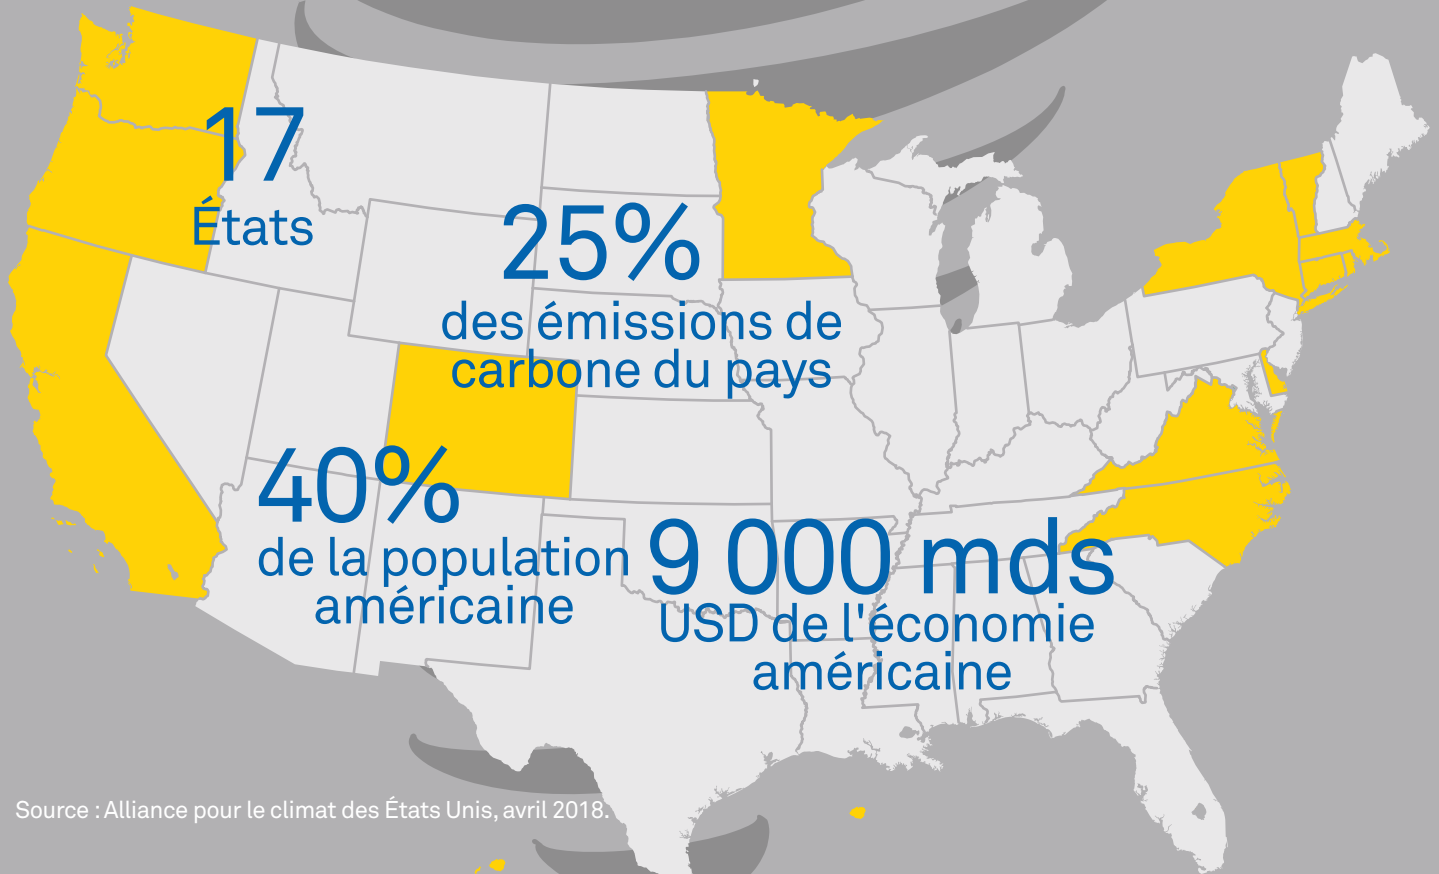 17
États
25%
des émissions de
carbone du pays
40%
de la population
américaine
9 000 mds
USD de l'économie
américaine
Source : Alliance pour le climat des États Unis, avril 2018.